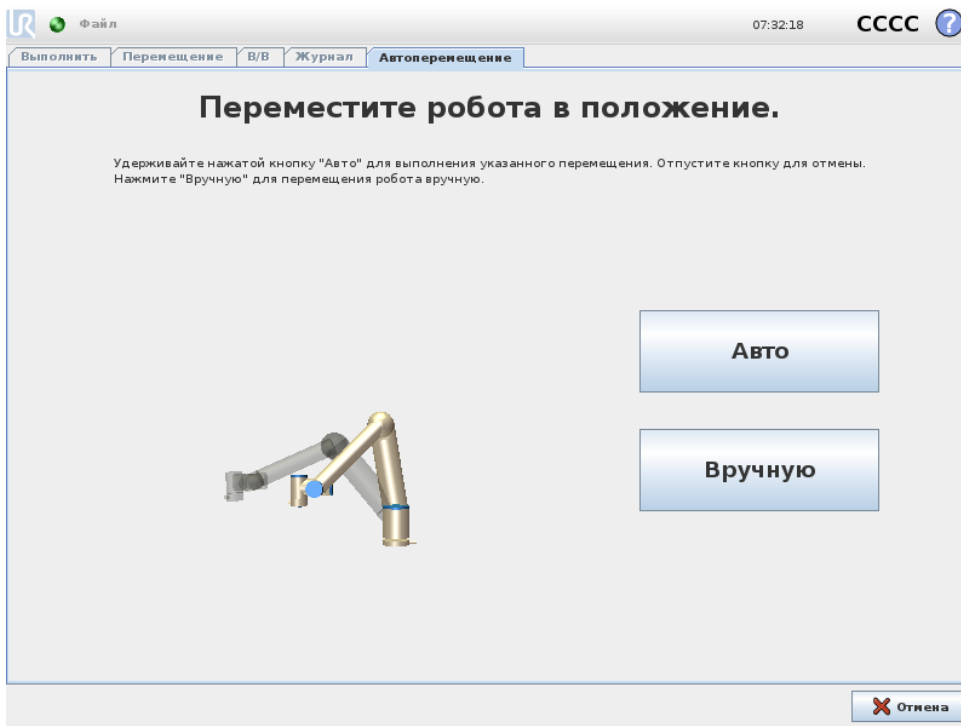 UR Файл 07:32:18 CCCC ?
Выполнить Перемещение В/В Журнал Автоперемещение
Переместите робота в положение.
Удерживайте нажатой кнопку "Авто" для выполнения указанного перемещения. Отпустите кнопку для отмены.
Нажмите "Вручную" для перемещения робота вручную.
Авто
Вручную
Отмена